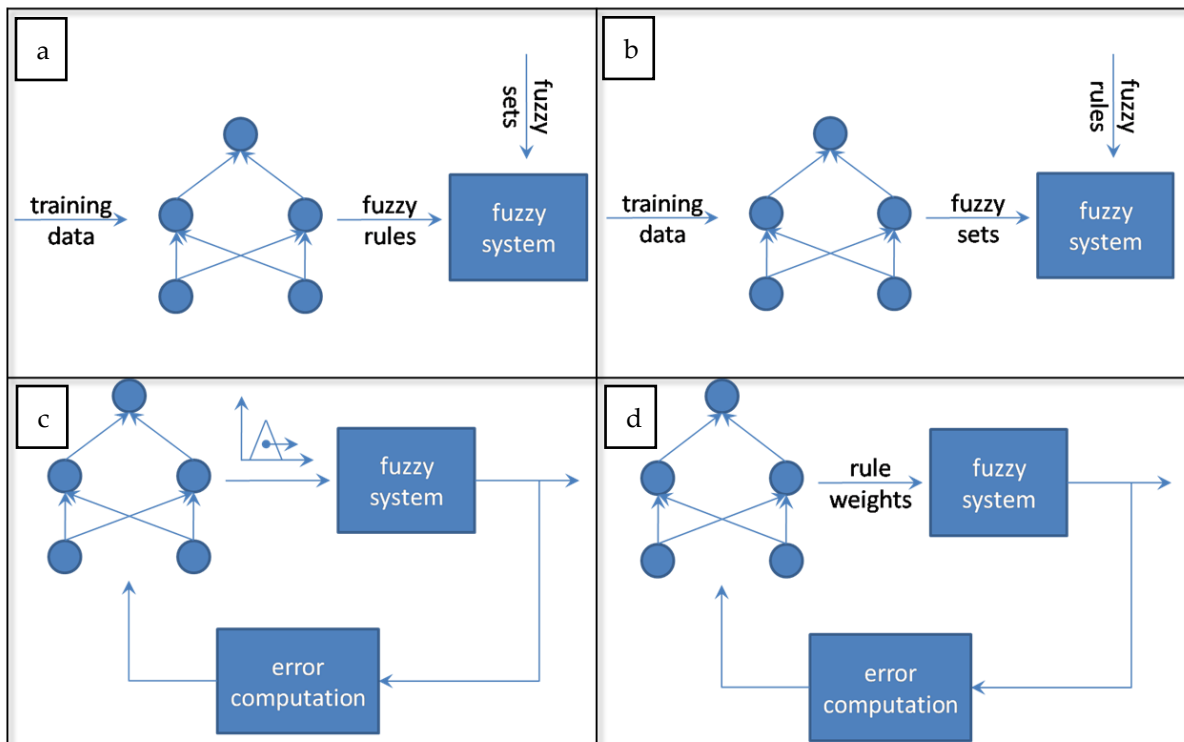 a
fuzzy
sets
training
data
fuzzy
rules
fuzzy
system
b
fuzzy
rules
training
data
fuzzy
sets
fuzzy
system
c
fuzzy
system
error
computation
d
rule
weights
fuzzy
system
error
computation